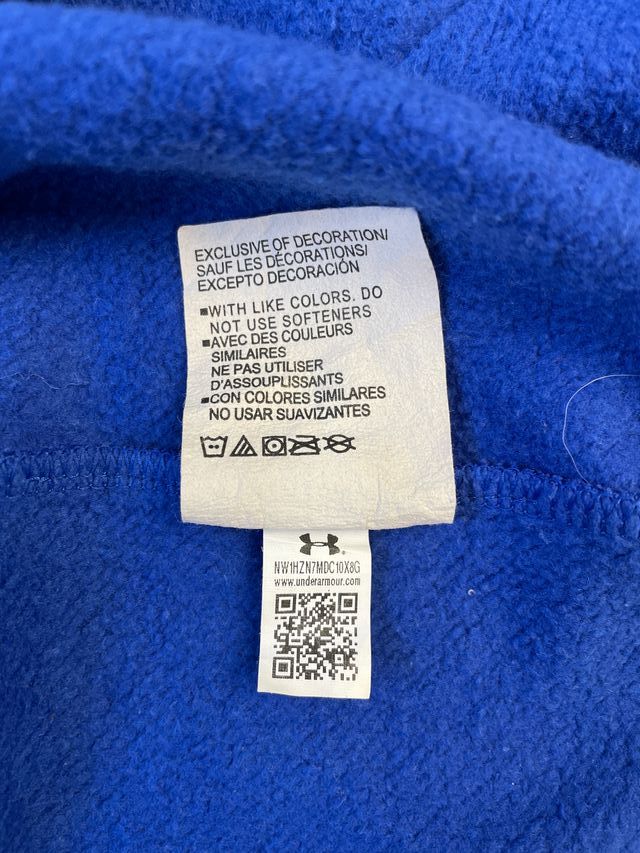 EXCLUSIVE OF DECORATION/
SAUF LES DÉCORATIONS/
EXCEPTO DECORACIÓN
▪WITH LIKE COLORS. DO
NOT USE SOFTENERS
▪AVEC DES COULEURS
SIMILAIRES
NE PAS UTILISER
D'ASSOUPLISSANTS
▪CON COLORES SIMILARES
NO USAR SUAVIZANTES
NW1HZN7MDC10X8G
www.underarmour.com